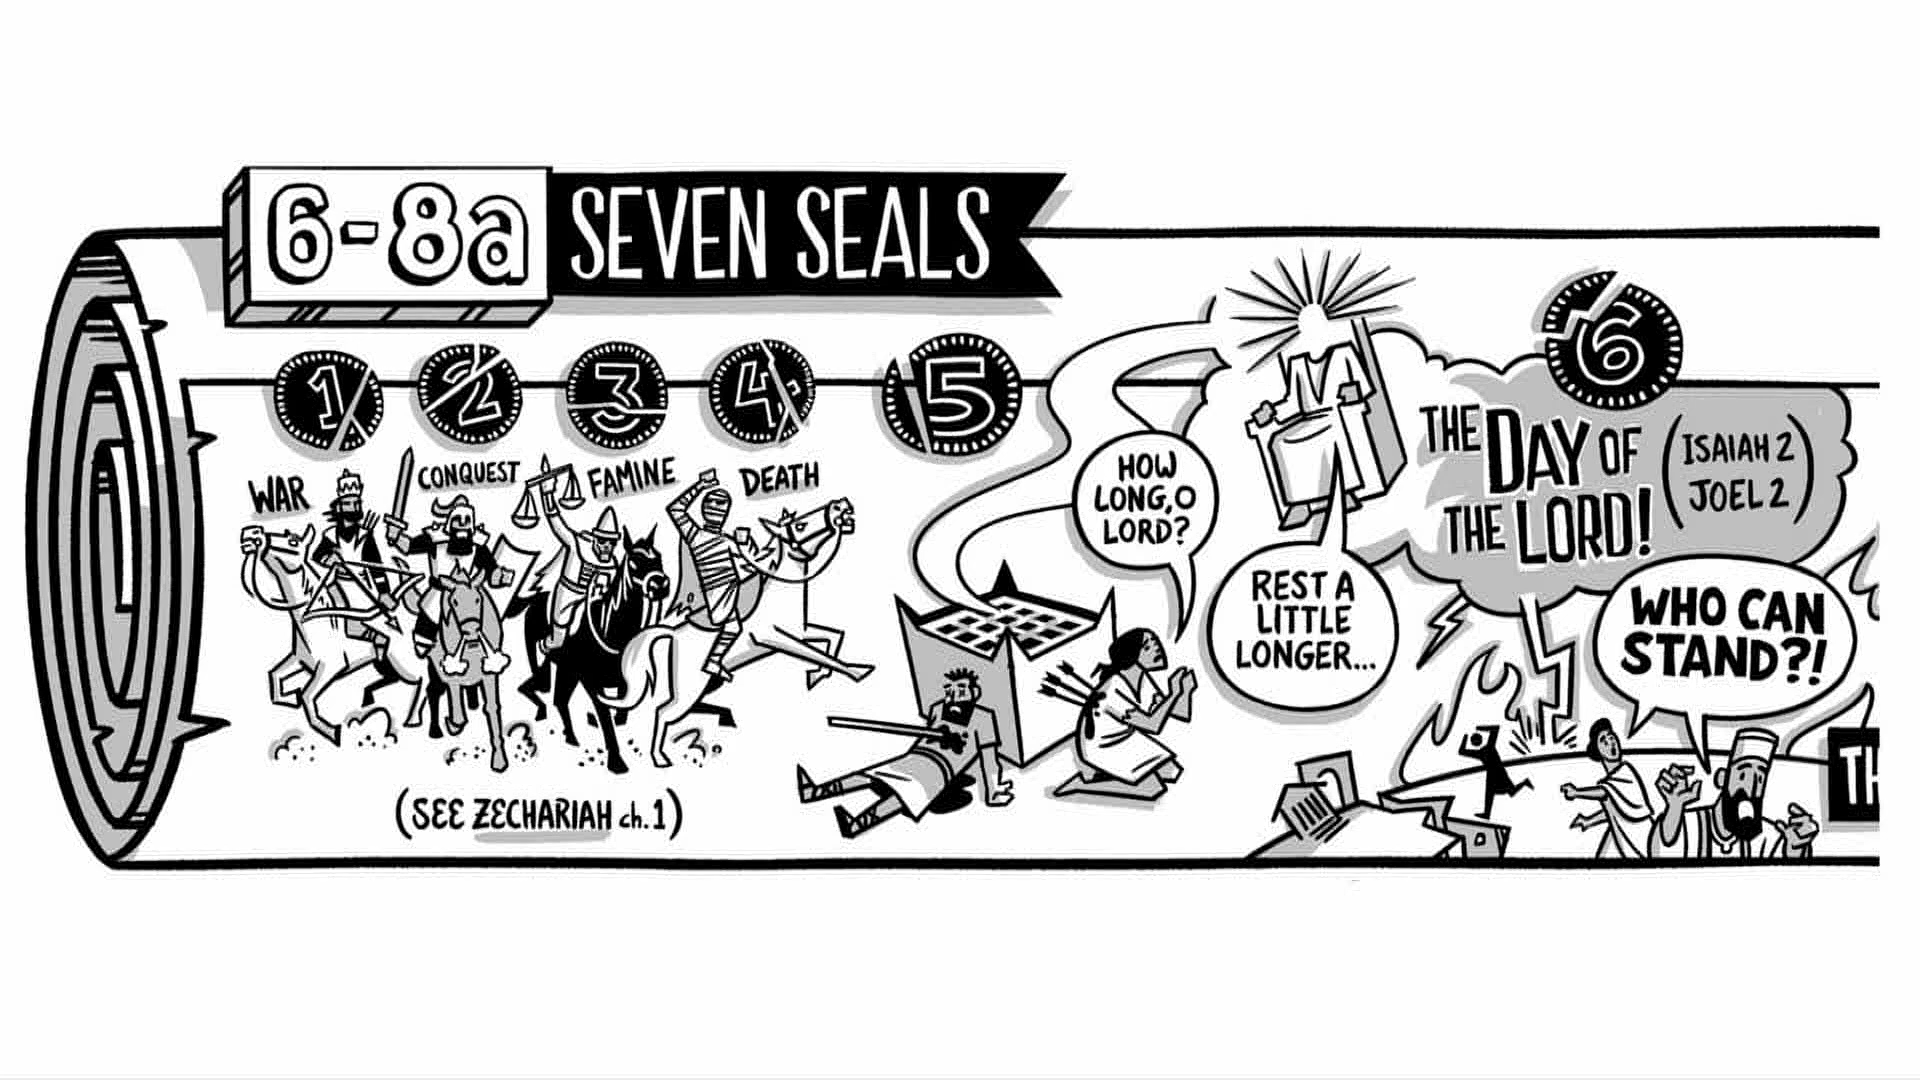 6-8a SEVEN SEALS
1 2 3 4 5 6
WAR CONQUEST FAMINE DEATH
(SEE ZECHARIAH ch.1)
HOW
LONG, O
LORD?
REST A
LITTLE
LONGER...
THE DAY OF
THE LORD!
(ISAIAH 2
JOEL 2)
WHO CAN
STAND?!
TH